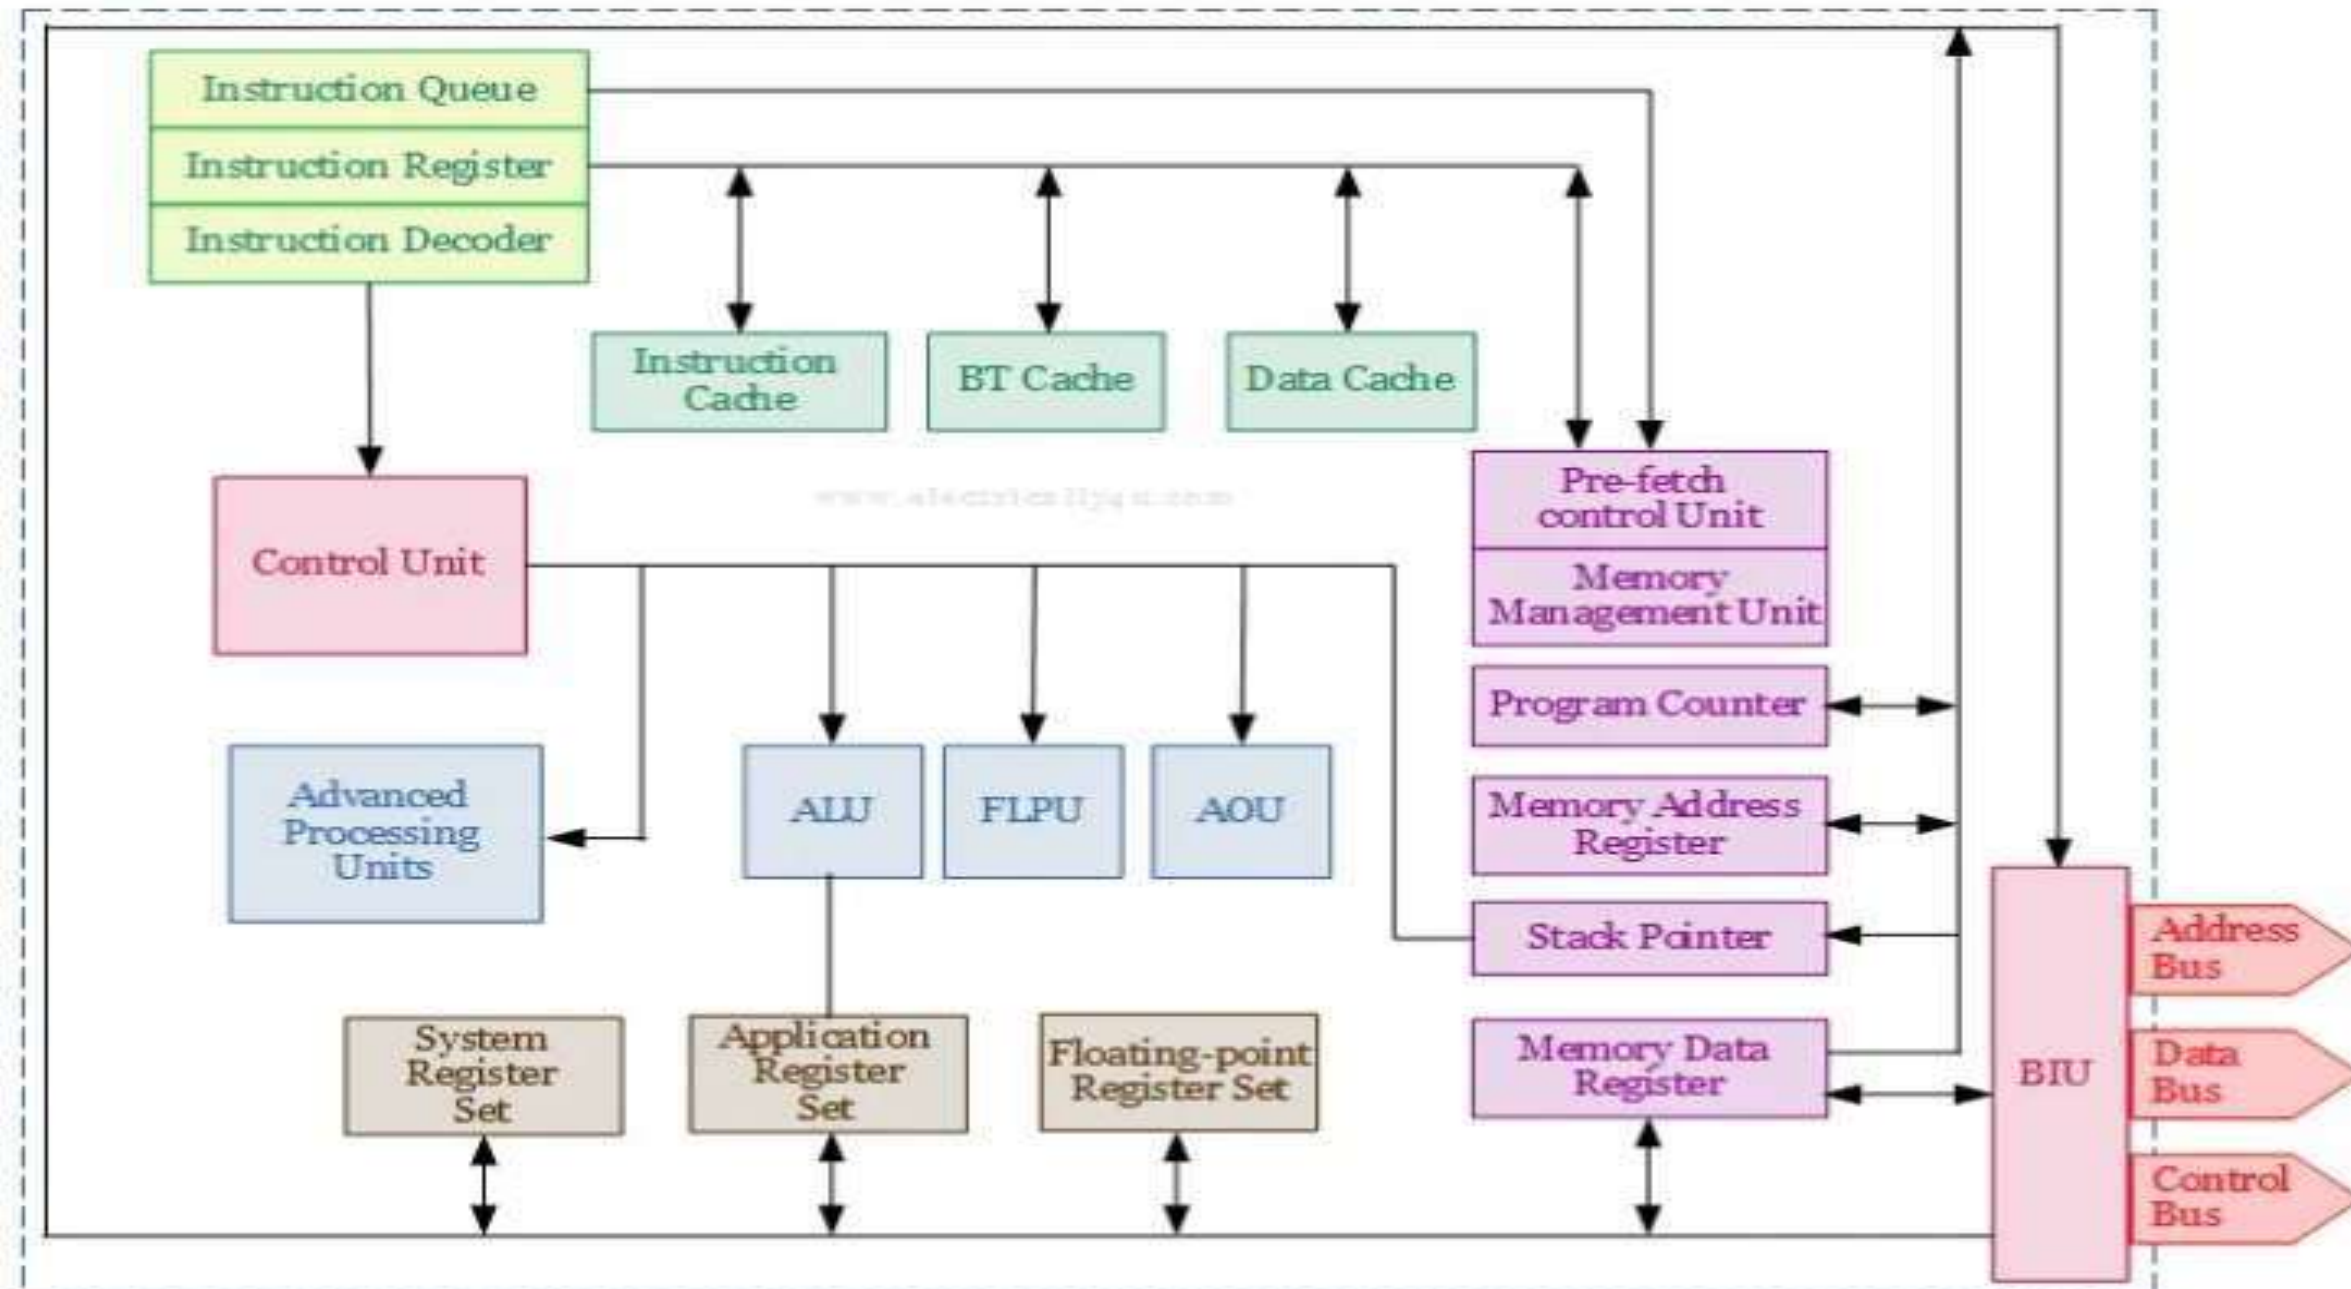 Instruction Queue
Instruction Register
Instruction Decoder
Instruction
Cache
BT Cache
Data Cache
Pre-fetch
control Unit
Control Unit
Memory
Management Unit
Program Counter
Advanced
Processing
Units
ALU
FLPU
AOU
Memory Address
Register
Stack Pointer
Address
Bus
System
Register
Set
Application
Register
Set
Floating-point
Register Set
Memory Data
Register
BIU
Data
Bus
Control
Bus